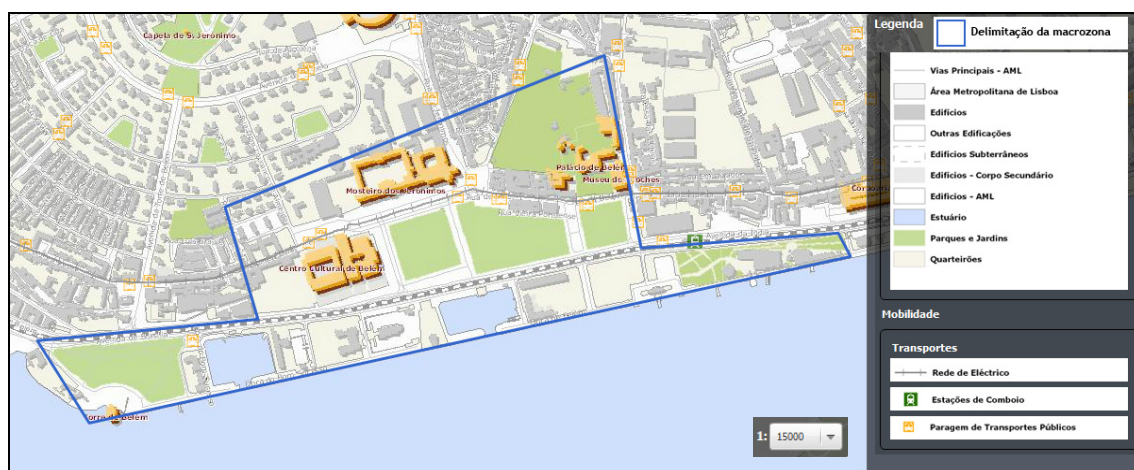 Legenda
Delimitação da macrozona
Vias Principais - AML
Área Metropolitana de Lisboa
Edifícios
Outras Edificações
Edifícios Subterrâneos
Edifícios - Corpo Secundário
Edifícios - AML
Estuário
Parques e Jardins
Quarteirões
Mobilidade
Transportes
Rede de Eléctrico
Estações de Comboio
Paragem de Transportes Públicos
Capela de S. Jerónimo
Palácio de Belém
Museu dos Coches
Mosteiro dos Jerónimos
Centro Cultural de Belém
Torre de Belém
1: 15000